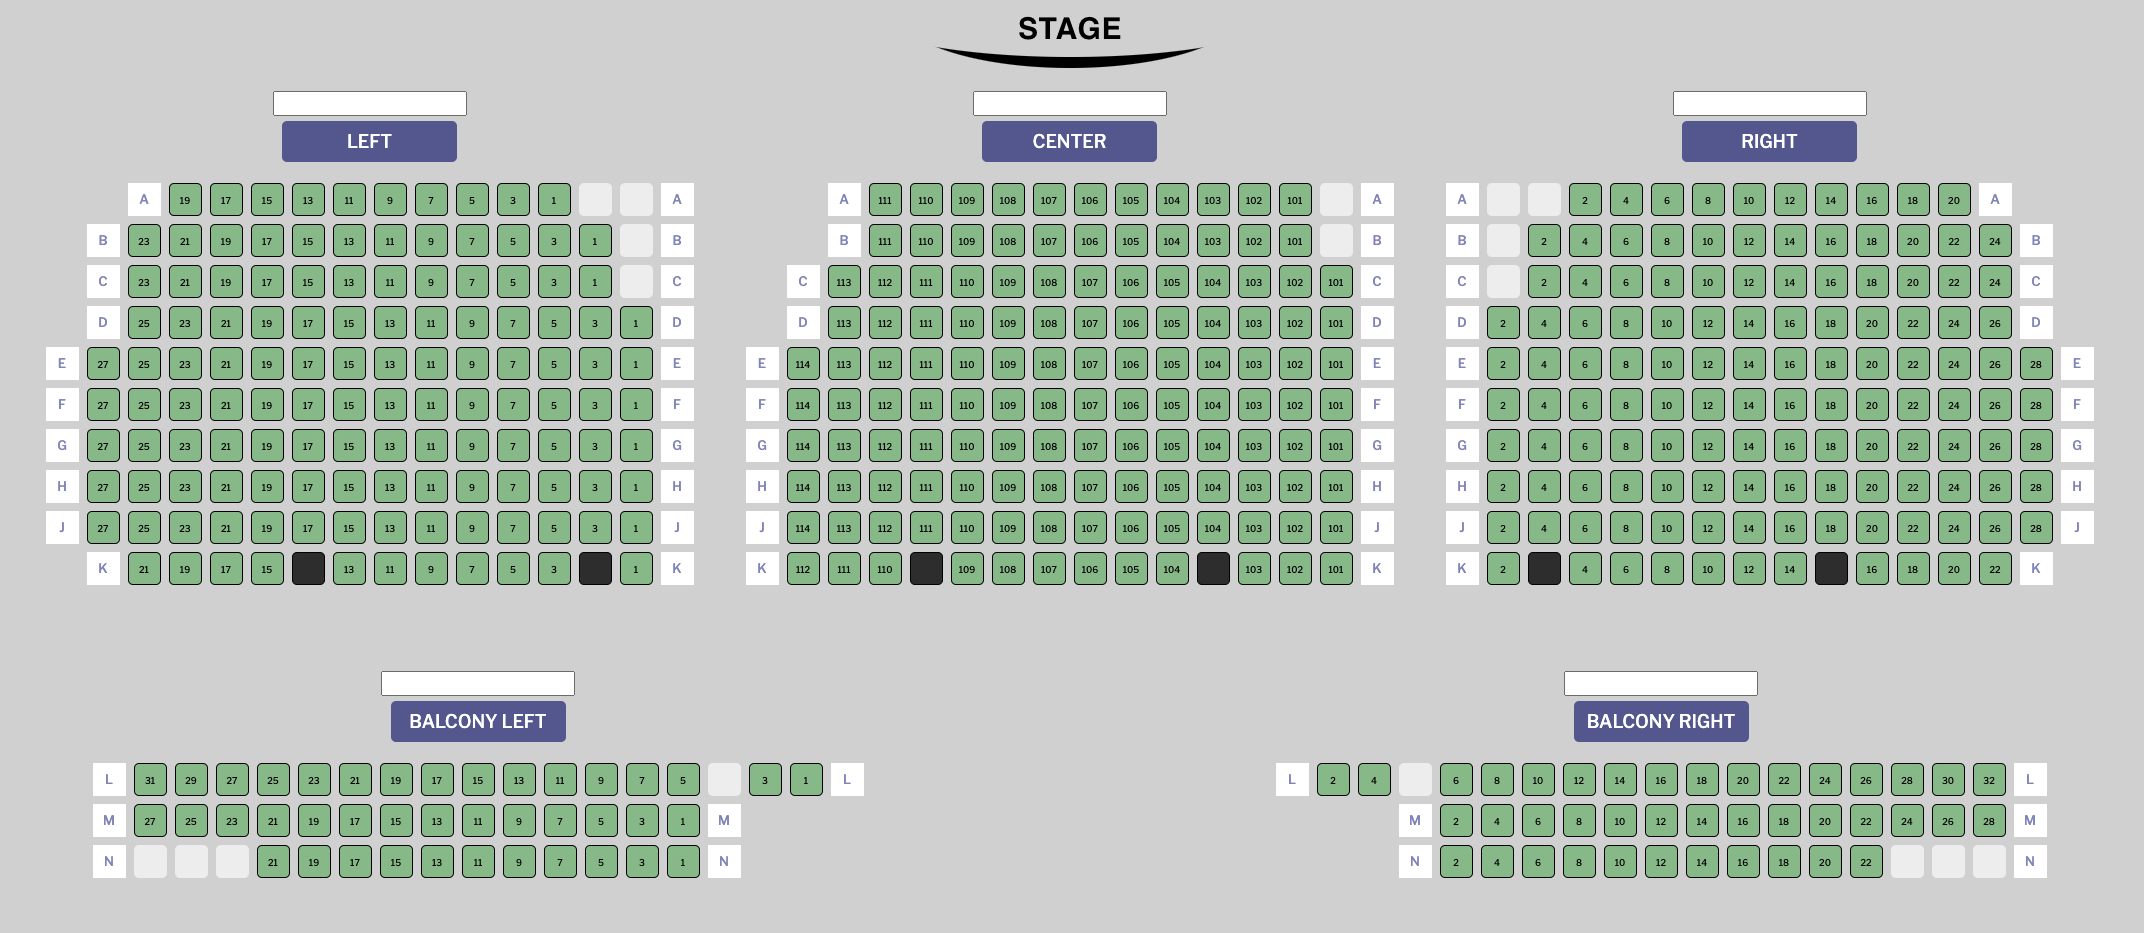 STAGE
LEFT CENTER RIGHT
A 19 17 15 13 11 9 7 5 3 1 A A 111 110 109 108 107 106 105 104 103 102 101 A A 2 4 6 8 10 12 14 16 18 20 A
B 23 21 19 17 15 13 11 9 7 5 3 1 B B 111 110 109 108 107 106 105 104 103 102 101 B B 2 4 6 8 10 12 14 16 18 20 22 24 B
C 23 21 19 17 15 13 11 9 7 5 3 1 C C 113 112 111 110 109 108 107 106 105 104 103 102 101 C C 2 4 6 8 10 12 14 16 18 20 22 24 C
D 25 23 21 19 17 15 13 11 9 7 5 3 1 D D 113 112 111 110 109 108 107 106 105 104 103 102 101 D D 2 4 6 8 10 12 14 16 18 20 22 24 26 D
E 27 25 23 21 19 17 15 13 11 9 7 5 3 1 E E 114 113 112 111 110 109 108 107 106 105 104 103 102 101 E E 2 4 6 8 10 12 14 16 18 20 22 24 26 28 E
F 27 25 23 21 19 17 15 13 11 9 7 5 3 1 F F 114 113 112 111 110 109 108 107 106 105 104 103 102 101 F F 2 4 6 8 10 12 14 16 18 20 22 24 26 28 F
G 27 25 23 21 19 17 15 13 11 9 7 5 3 1 G G 114 113 112 111 110 109 108 107 106 105 104 103 102 101 G G 2 4 6 8 10 12 14 16 18 20 22 24 26 28 G
H 27 25 23 21 19 17 15 13 11 9 7 5 3 1 H H 114 113 112 111 110 109 108 107 106 105 104 103 102 101 H H 2 4 6 8 10 12 14 16 18 20 22 24 26 28 H
J 27 25 23 21 19 17 15 13 11 9 7 5 3 1 J J 114 113 112 111 110 109 108 107 106 105 104 103 102 101 J J 2 4 6 8 10 12 14 16 18 20 22 24 26 28 J
K 21 19 17 15 13 11 9 7 5 3 1 K K 112 111 110 109 108 107 106 105 104 103 102 101 K K 2 4 6 8 10 12 14 16 18 20 22 K
BALCONY LEFT BALCONY RIGHT
L 31 29 27 25 23 21 19 17 15 13 11 9 7 5 3 1 L L 2 4 6 8 10 12 14 16 18 20 22 24 26 28 30 32 L
M 27 25 23 21 19 17 15 13 11 9 7 5 3 1 M M 2 4 6 8 10 12 14 16 18 20 22 24 26 28 M
N 21 19 17 15 13 11 9 7 5 3 1 N N 2 4 6 8 10 12 14 16 18 20 22 N